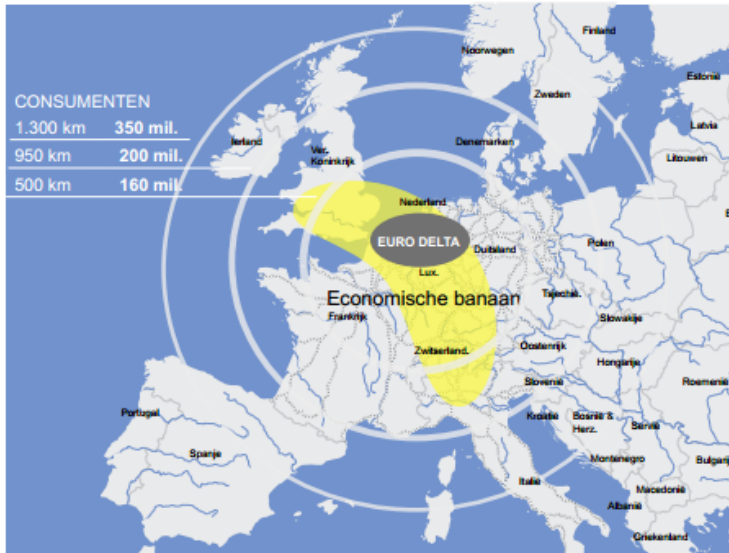 Finland
Noorwegen
Estonië
CONSUMENTEN
Zweden
1.300 km 350 mil.
Latvia
Ierland
Ver.
Koninkrijk
Denemarken
950 km 200 mil.
Litouwen
500 km 160 mil.
Nederland
EURO DELTA
Duitsland
Polen
Lux.
Economische banaan
Tsjechië.
Frankrijk
Slowakije
Zwitserland.
Oostenrijk
Hongarije
Slovenië
Roemenië
Portugal
Kroatië
Bosnië &
Herz.
Servië
Spanje
Montenegro
Bulgarij
Italië
Macedonië
Albanië
Griekenland